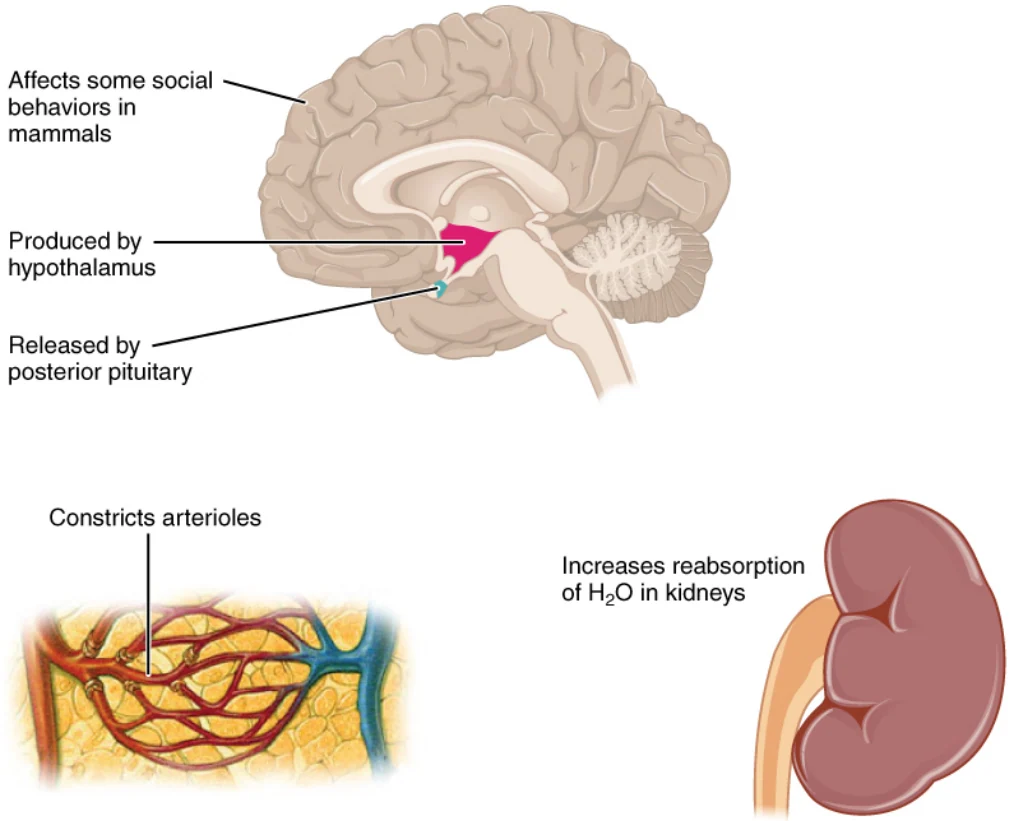 Affects some social
behaviors in
mammals
Produced by
hypothalamus
Released by
posterior pituitary
Constricts arterioles
Increases reabsorption
of H₂O in kidneys